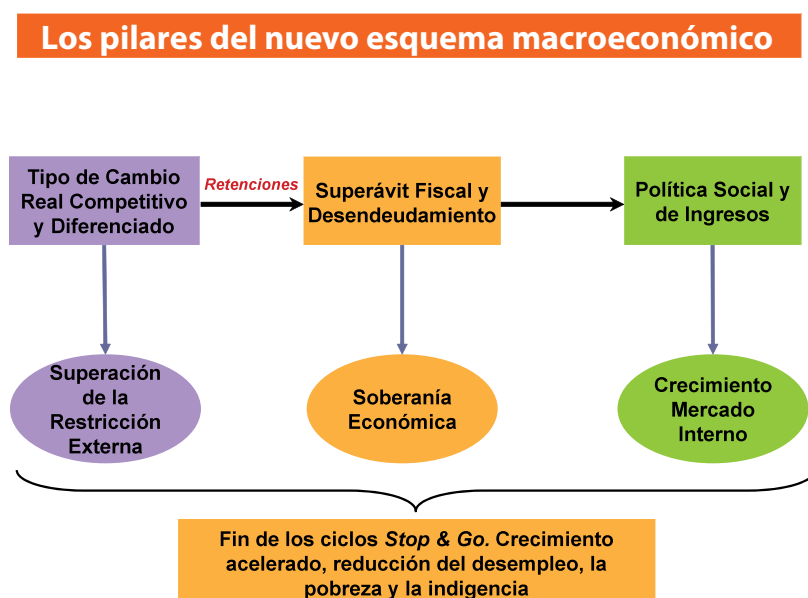 Los pilares del nuevo esquema macroeconómico
Tipo de Cambio
Real Competitivo
y Diferenciado
Retenciones
Superávit Fiscal y
Desendeudamiento
Política Social y
de Ingresos
Superación
de la
Restricción
Externa
Soberanía
Económica
Crecimiento
Mercado
Interno
Fin de los ciclos Stop & Go. Crecimiento
acelerado, reducción del desempleo, la
pobreza y la indigencia